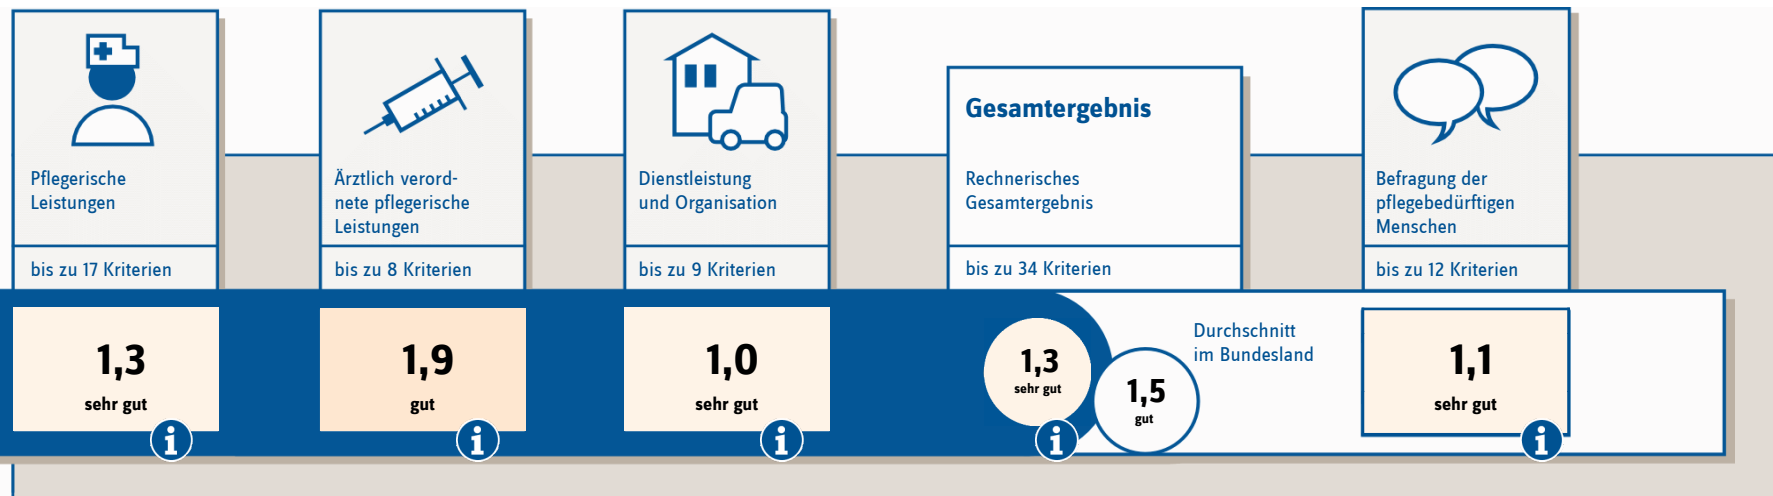 Pflegerische
Leistungen
bis zu 17 Kriterien
1,3
sehr gut
i
Ärztlich verord-
nete pflegerische
Leistungen
bis zu 8 Kriterien
1,9
gut
i
Dienstleistung
und Organisation
bis zu 9 Kriterien
1,0
sehr gut
i
Gesamtergebnis
Rechnerisches
Gesamtergebnis
bis zu 34 Kriterien
1,3
sehr gut
i
1,5
gut
Durchschnitt
im Bundesland
Befragung der
pflegebedürftigen
Menschen
bis zu 12 Kriterien
1,1
sehr gut
i